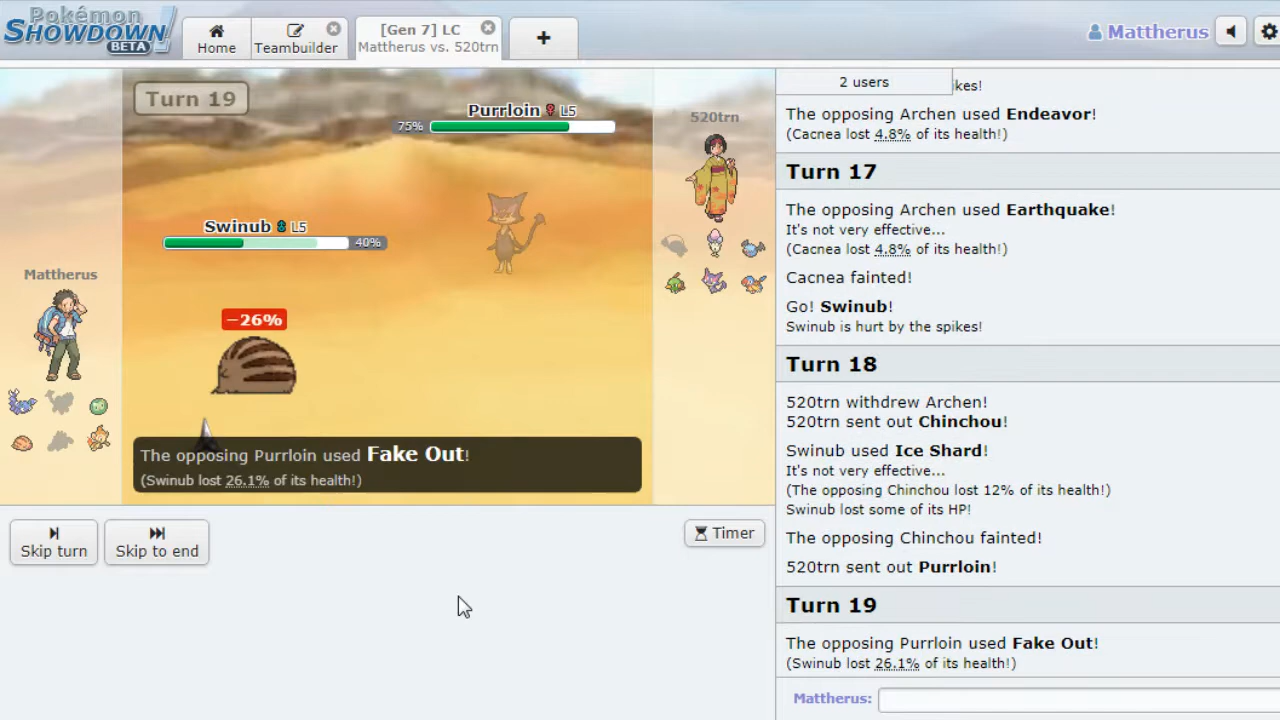 Pokémon
SHOWDOWN!
BETA
Home
Teambuilder
[Gen 7] LC
Mattherus vs. 520trn
+
Mattherus
Turn 19
Purrloin L5
75%
Swinub L5
40%
Mattherus
520trn
−26%
The opposing Purrloin used Fake Out!
(Swinub lost 26.1% of its health!)
Skip turn
Skip to end
Timer
2 users
kes!
The opposing Archen used Endeavor!
(Cacnea lost 4.8% of its health!)
Turn 17
The opposing Archen used Earthquake!
It's not very effective...
(Cacnea lost 4.8% of its health!)
Cacnea fainted!
Go! Swinub!
Swinub is hurt by the spikes!
Turn 18
520trn withdrew Archen!
520trn sent out Chinchou!
Swinub used Ice Shard!
It's not very effective...
(The opposing Chinchou lost 12% of its health!)
Swinub lost some of its HP!
The opposing Chinchou fainted!
520trn sent out Purrloin!
Turn 19
The opposing Purrloin used Fake Out!
(Swinub lost 26.1% of its health!)
Mattherus: